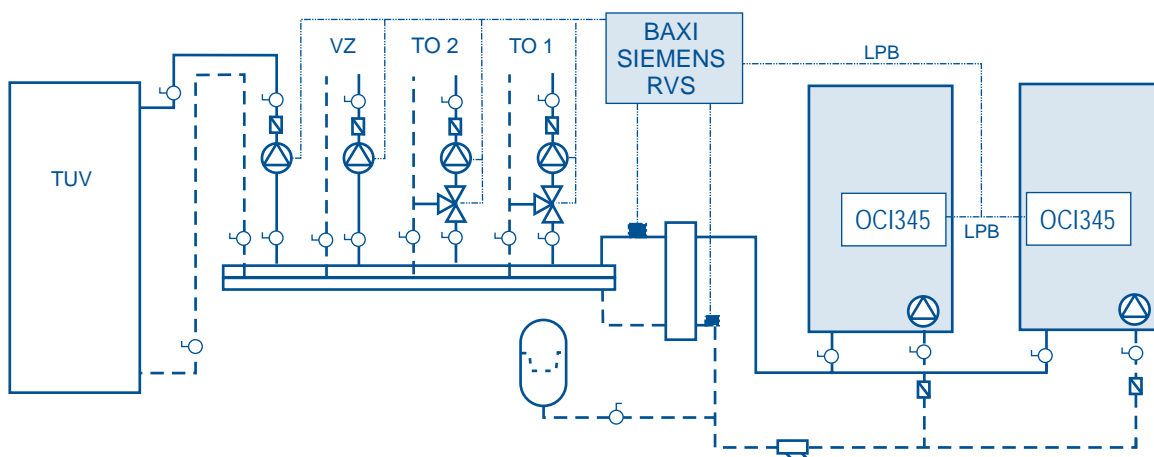 VZ
TO 2
TO 1
BAXI
SIEMENS
RVS
LPB
TUV
OCI345
LPB
OCI345